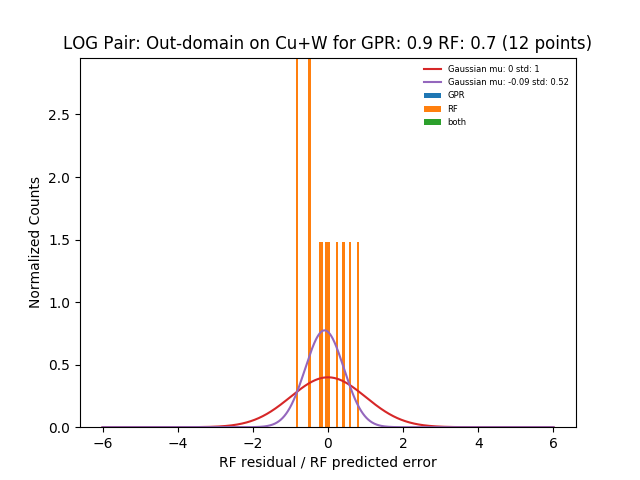 LOG Pair: Out-domain on Cu+W for GPR: 0.9 RF: 0.7 (12 points)
Gaussian mu: 0 std: 1
Gaussian mu: -0.09 std: 0.52
GPR
RF
both
Normalized Counts
2.5
2.0
1.5
1.0
0.5
0.0
−6
−4
−2
0
2
4
6
RF residual / RF predicted error